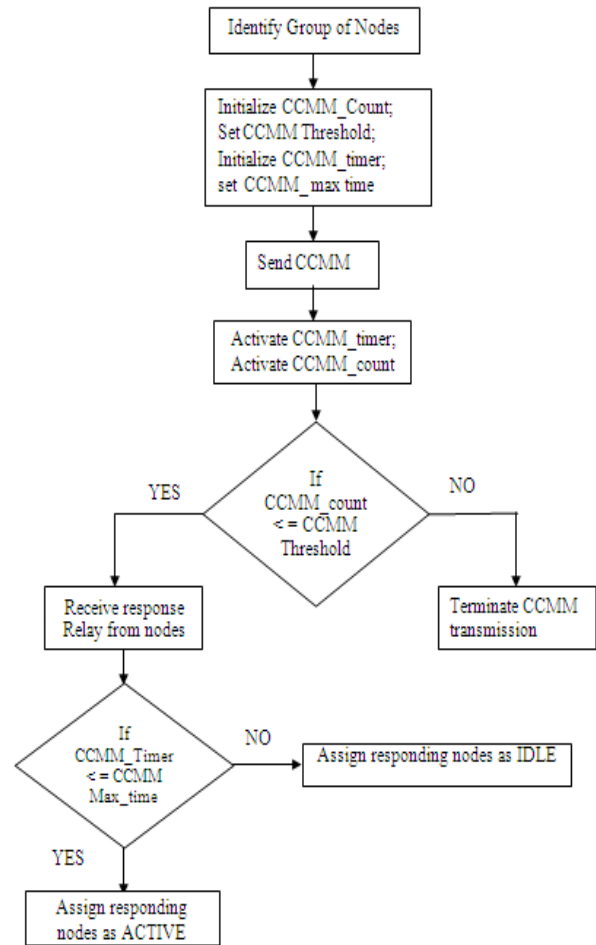 Identify Group of Nodes
Initialize CCMM_Count;
Set CCMM Threshold;
Initialize CCMM_timer;
set CCMM_max time
Send CCMM
Activate CCMM_timer;
Activate CCMM_count
If
CCMM_count
<= CCMM
Threshold
YES
NO
Receive response
Relay from nodes
Terminate CCMM
transmission
If
CCMM_Timer
<= CCMM
Max_time
NO
Assign responding nodes as IDLE
YES
Assign responding
nodes as ACTIVE